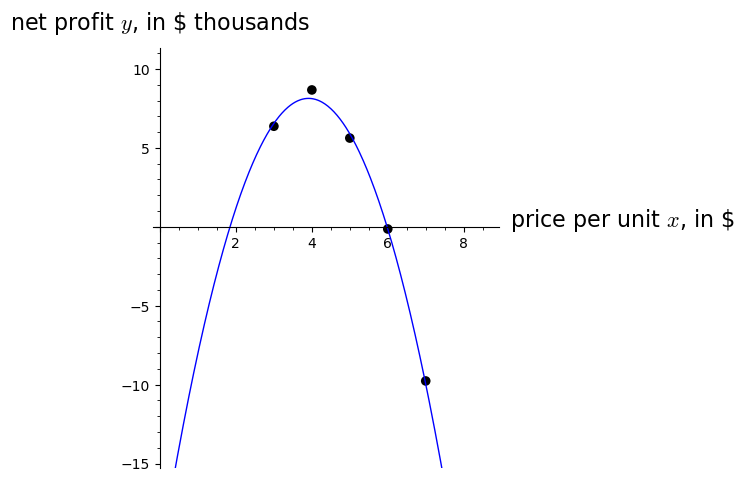 net profit y, in $ thousands
10
5
price per unit x, in $
2 4 6 8
−5
−10
−15